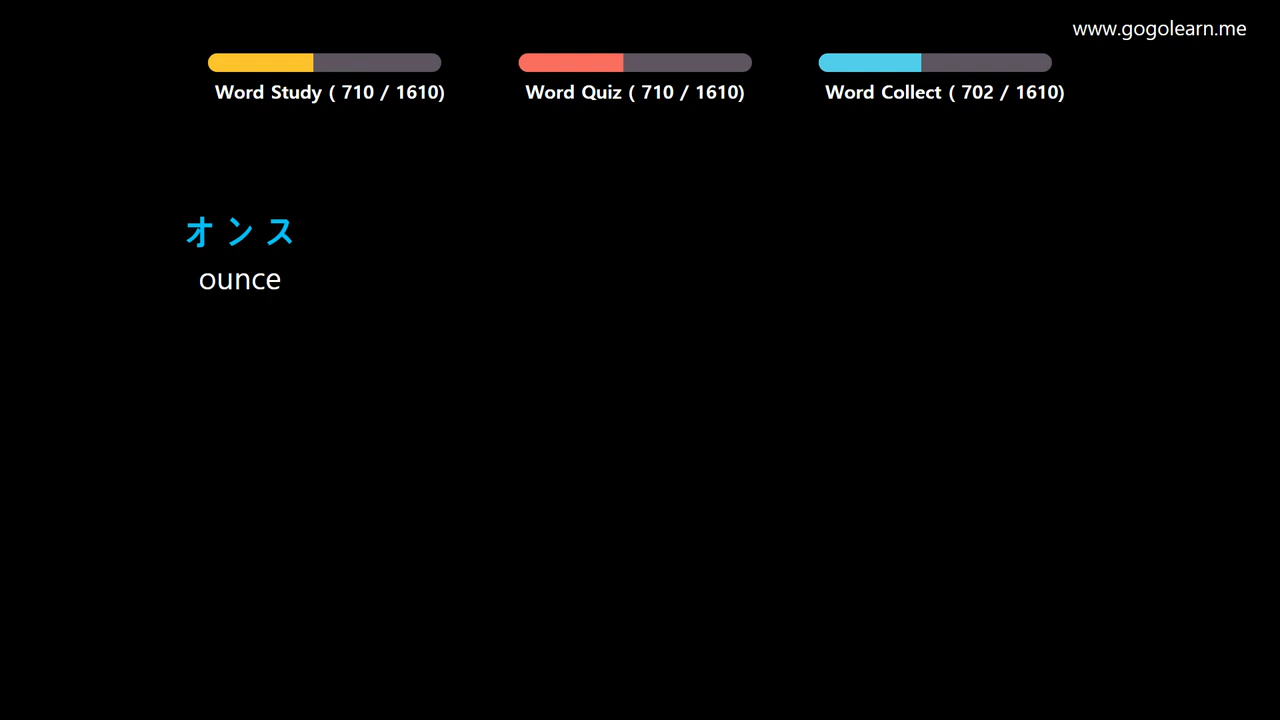 www.gogolearn.me
Word Study ( 710 / 1610)
Word Quiz ( 710 / 1610)
Word Collect ( 702 / 1610)
オンス
ounce